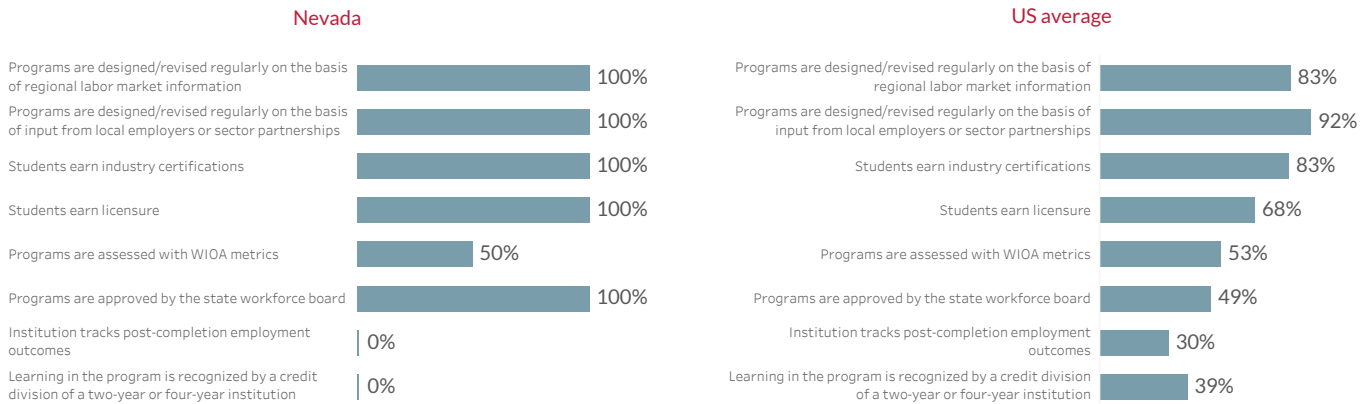 Nevada
Programs are designed/revised regularly on the basis
of regional labor market information
100%
Programs are designed/revised regularly on the basis
of input from local employers or sector partnerships
100%
Students earn industry certifications
100%
Students earn licensure
100%
Programs are assessed with WIOA metrics
50%
Programs are approved by the state workforce board
100%
Institution tracks post-completion employment
outcomes
0%
Learning in the program is recognized by a credit
division of a two-year or four-year institution
0%
US average
Programs are designed/revised regularly on the basis of
regional labor market information
83%
Programs are designed/revised regularly on the basis of
input from local employers or sector partnerships
92%
Students earn industry certifications
83%
Students earn licensure
68%
Programs are assessed with WIOA metrics
53%
Programs are approved by the state workforce board
49%
Institution tracks post-completion employment
outcomes
30%
Learning in the program is recognized by a credit division
of a two-year or four-year institution
39%